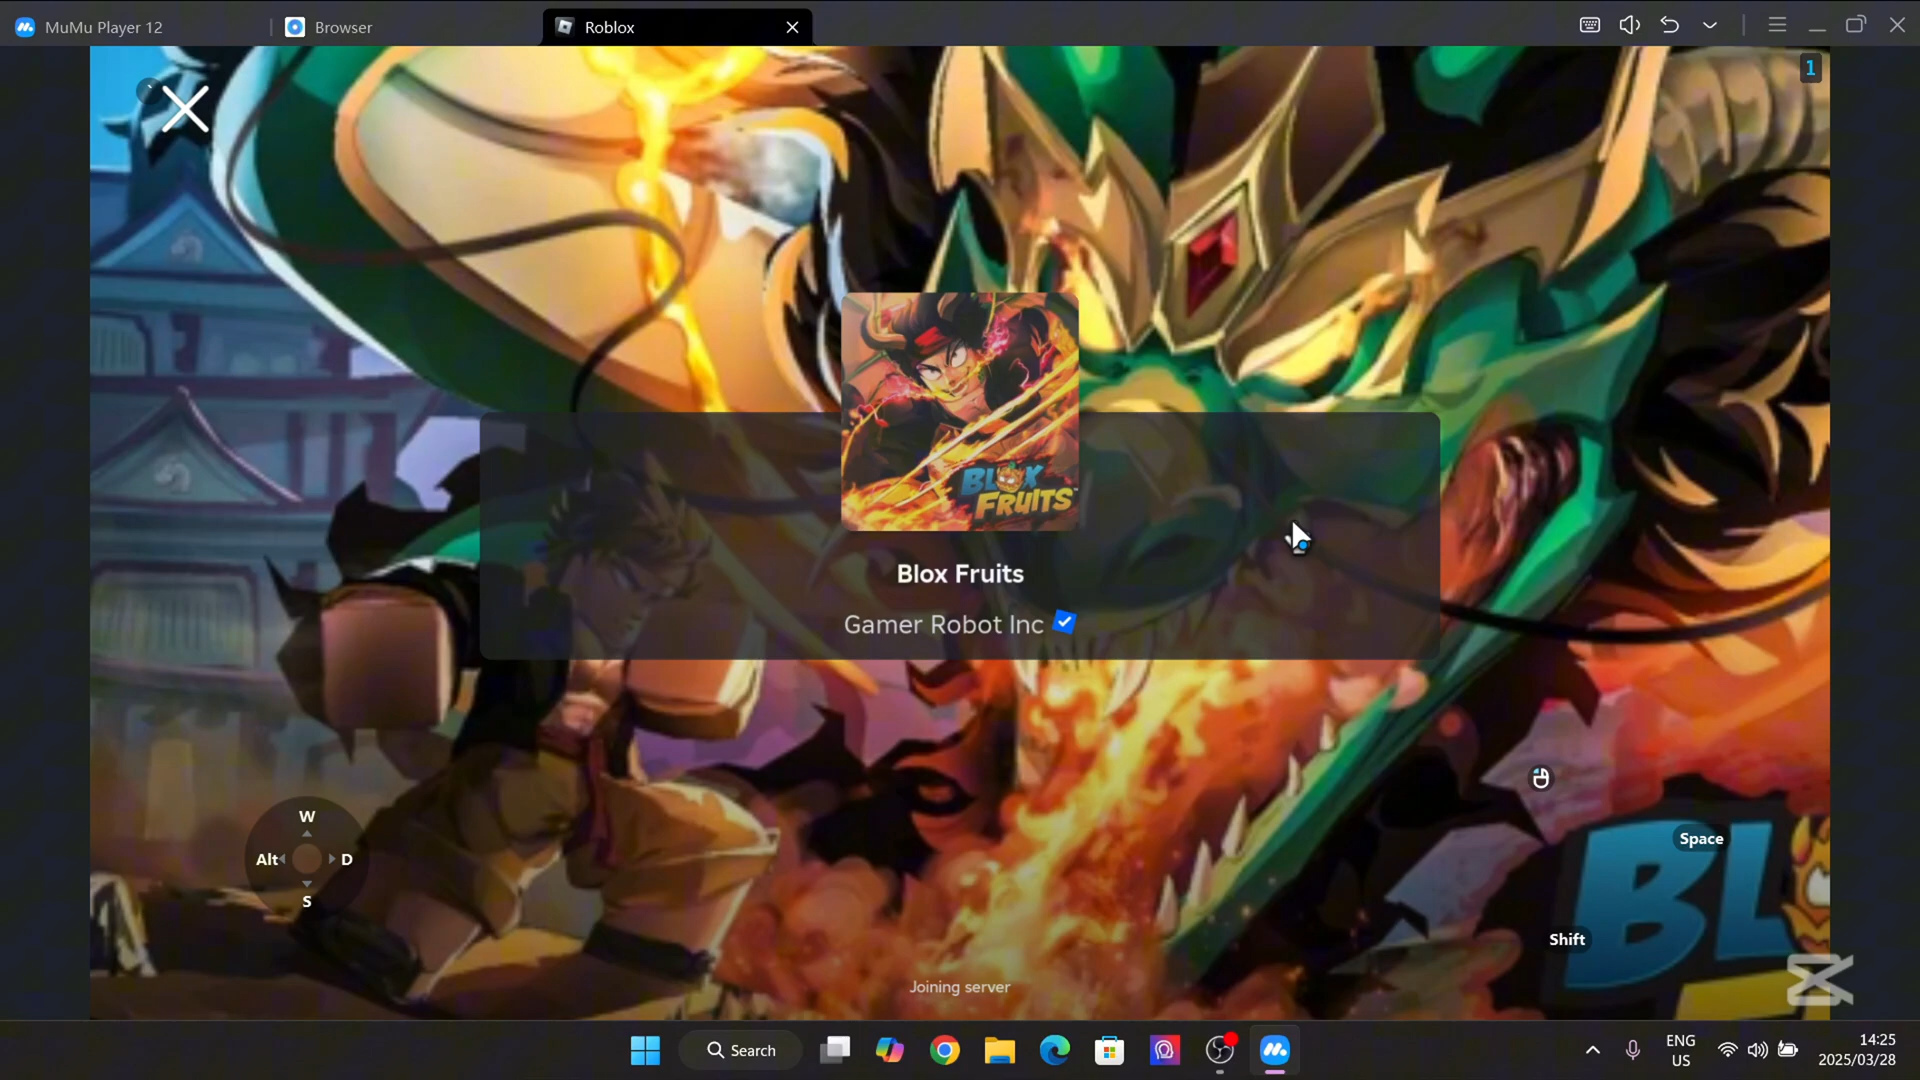 MuMu Player 12
Browser
Roblox
1
BLOX
FRUITS
Blox Fruits
Gamer Robot Inc
W
Alt
D
S
Space
Shift
BL
Joining server
Search
ENG
US
14:25
2025/03/28